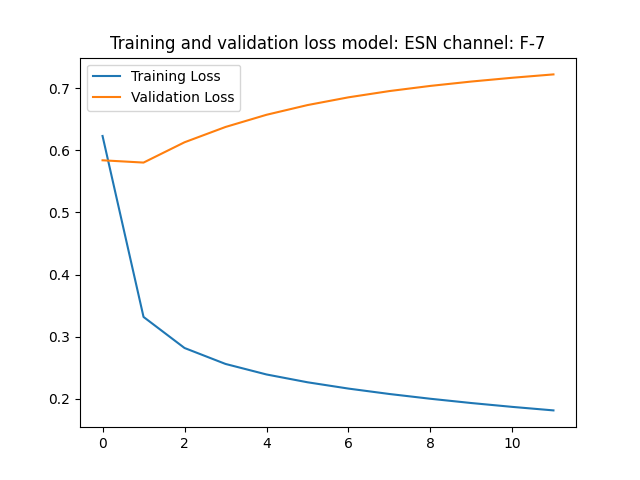 Training and validation loss model: ESN channel: F-7
Training Loss
Validation Loss
0.7
0.6
0.5
0.4
0.3
0.2
0 2 4 6 8 10